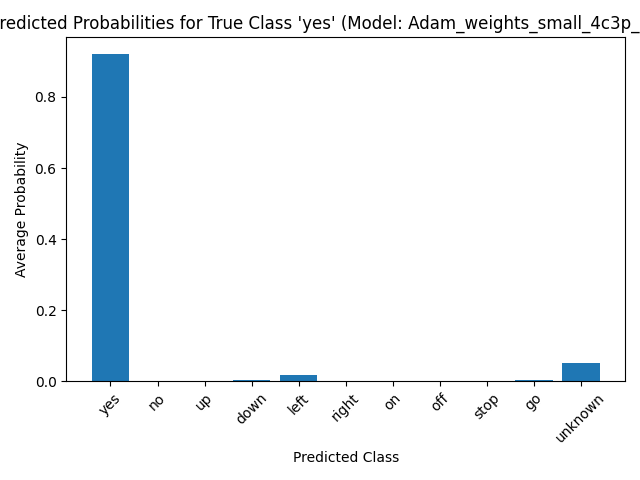 redicted Probabilities for True Class 'yes' (Model: Adam_weights_small_4c3p_
Average Probability
0.8
0.6
0.4
0.2
0.0
yes no up down left right on off stop go unknown
Predicted Class